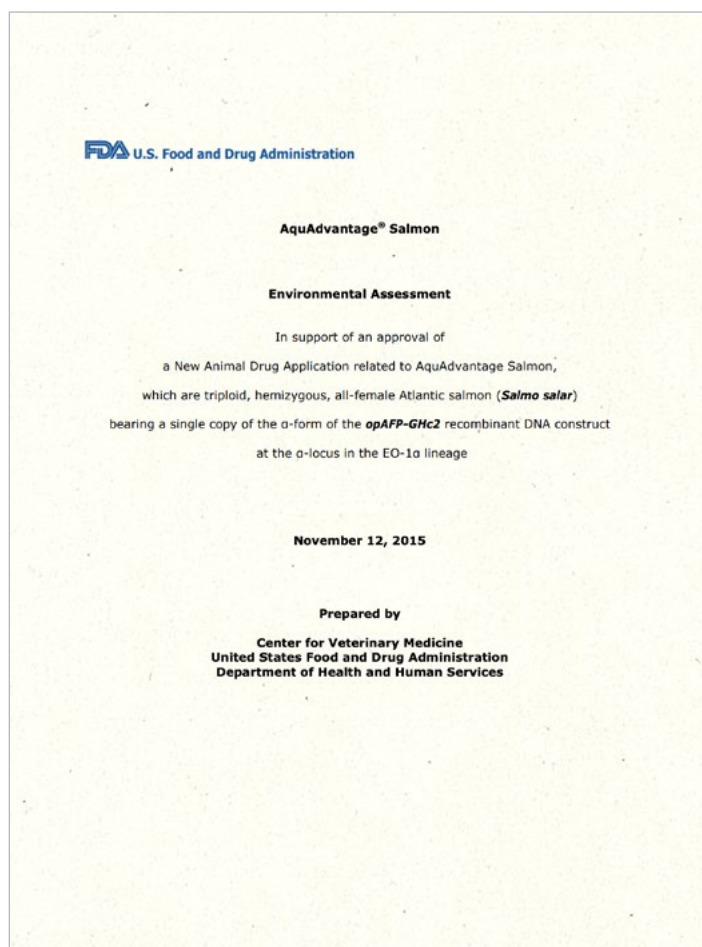 FDA U.S. Food and Drug Administration
AquAdvantage® Salmon
Environmental Assessment
In support of an approval of
a New Animal Drug Application related to AquAdvantage Salmon,
which are triploid, hemizygous, all-female Atlantic salmon (Salmo salar)
bearing a single copy of the α-form of the opAFP-GHc2 recombinant DNA construct
at the α-locus in the EO-1α lineage
November 12, 2015
Prepared by
Center for Veterinary Medicine
United States Food and Drug Administration
Department of Health and Human Services